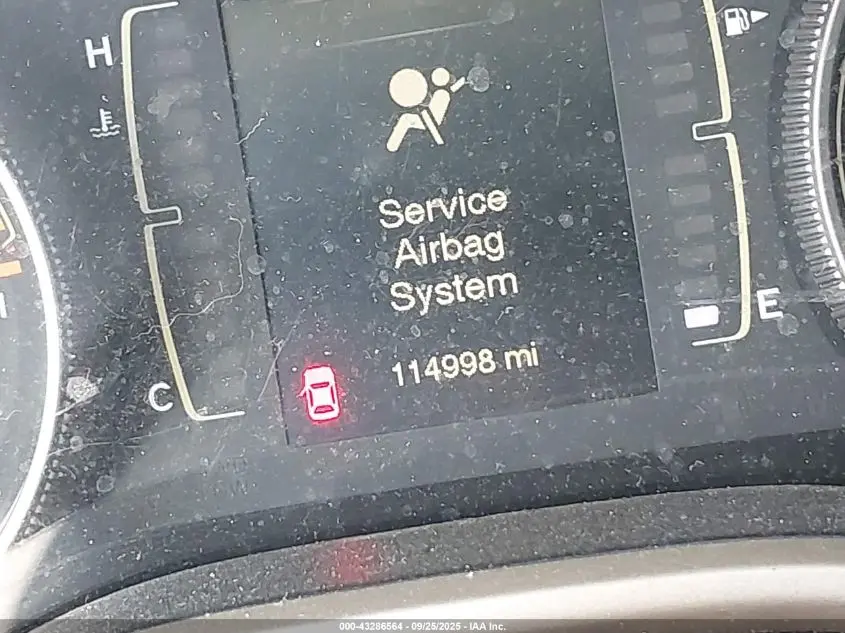 H
Service
Airbag
System
E
114998 mi
C
000-43286564 - 09/25/2025 - IAA Inc.